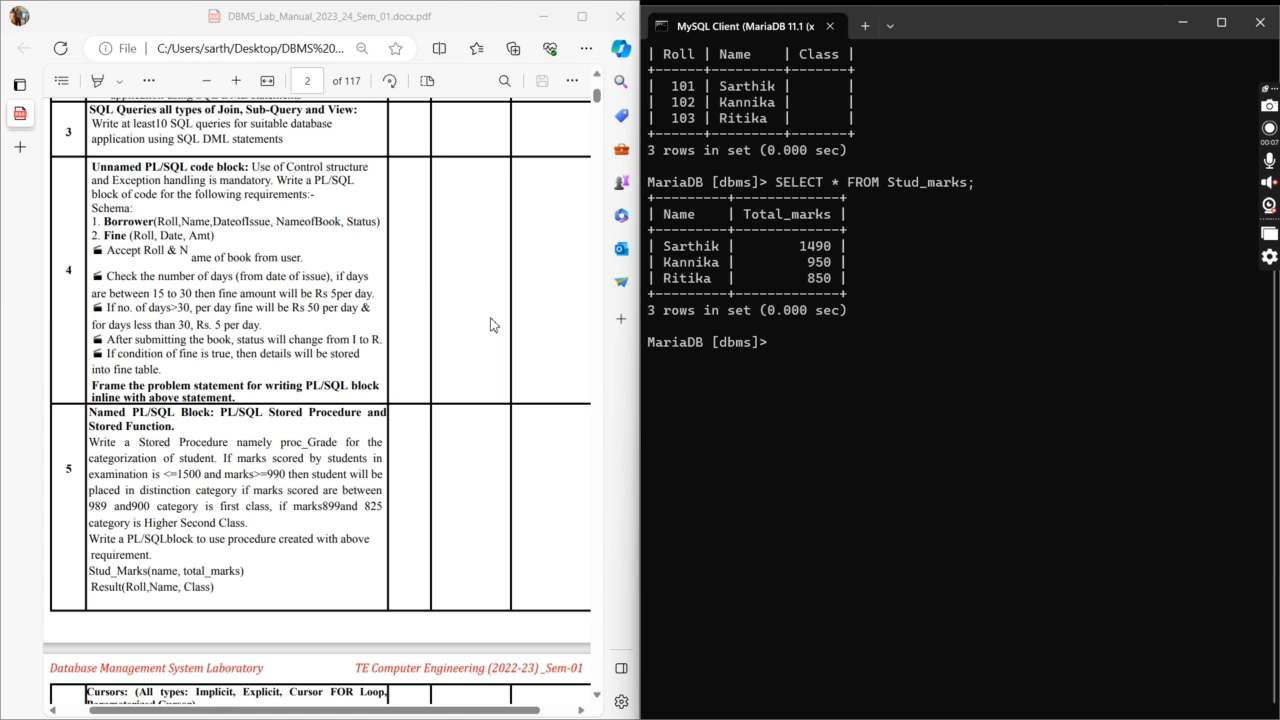 DBMS_Lab_Manual_2023_24_Sem_01.docx.pdf
File
C:/Users/sarth/Desktop/DBMS%20...
2
of 117
3
SQL Queries all types of Join, Sub-Query and View:
Write at least10 SQL queries for suitable database
application using SQL DML statements
4
Unnamed PL/SQL code block: Use of Control structure
and Exception handling is mandatory. Write a PL/SQL
block of code for the following requirements:-
Schema:
1. Borrower(Roll,Name,DateofIssue, NameofBook, Status)
2. Fine (Roll, Date, Amt)
Accept Roll & N
ame of book from user.
Check the number of days (from date of issue), if days
are between 15 to 30 then fine amount will be Rs 5per day.
If no. of days>30, per day fine will be Rs 50 per day &
for days less than 30, Rs. 5 per day.
After submitting the book, status will change from I to R.
If condition of fine is true, then details will be stored
into fine table.
Frame the problem statement for writing PL/SQL block
inline with above statement.
5
Named PL/SQL Block: PL/SQL Stored Procedure and
Stored Function.
Write a Stored Procedure namely proc_Grade for the
categorization of student. If marks scored by students in
examination is <=1500 and marks>=990 then student will be
placed in distinction category if marks scored are between
989 and900 category is first class, if marks899and 825
category is Higher Second Class.
Write a PL/SQLblock to use procedure created with above
requirement.
Stud_Marks(name, total_marks)
Result(Roll,Name, Class)
Database Management System Laboratory
TE Computer Engineering (2022-23) _Sem-01
Cursors: (All types: Implicit, Explicit, Cursor FOR Loop,
MySQL Client (MariaDB 11.1 (x
| Roll | Name    | Class |
+------+---------+-------+
|  101 | Sarthik |       |
|  102 | Kannika |       |
|  103 | Ritika  |       |
+------+---------+-------+
3 rows in set (0.000 sec)
MariaDB [dbms]> SELECT * FROM Stud_marks;
+---------+-------------+
| Name    | Total_marks |
+---------+-------------+
| Sarthik |        1490 |
| Kannika |         950 |
| Ritika  |         850 |
+---------+-------------+
3 rows in set (0.000 sec)
MariaDB [dbms]>
00:07